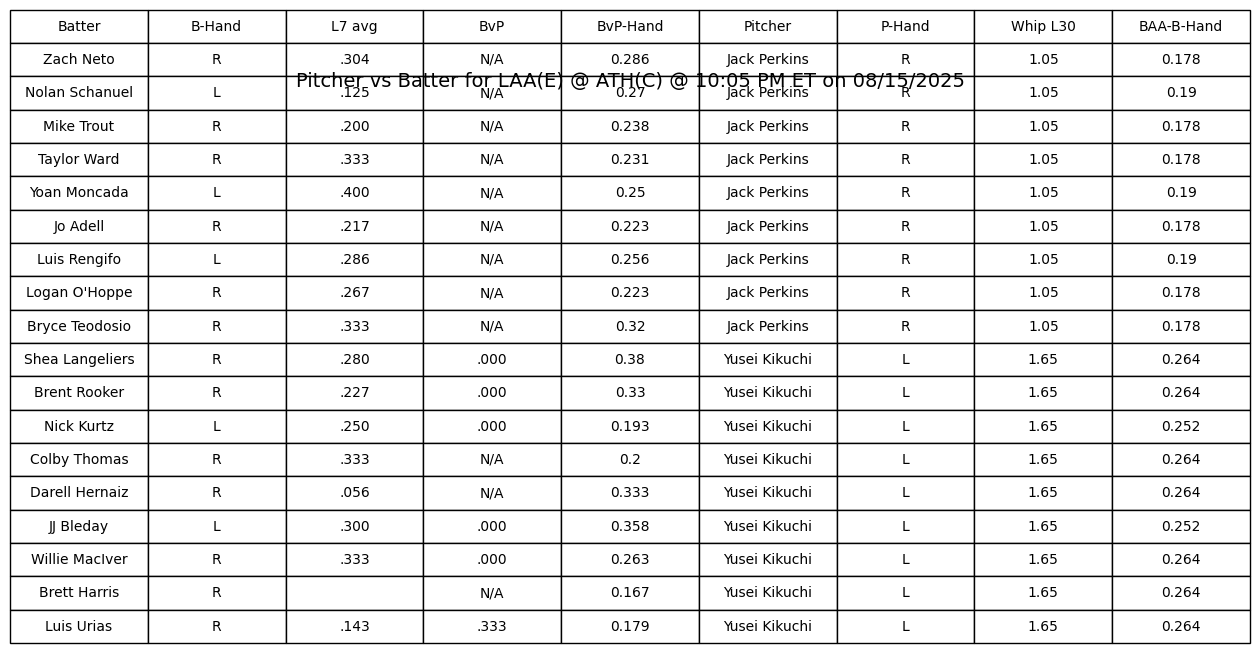 Batter B-Hand L7 avg BvP BvP-Hand Pitcher P-Hand Whip L30 BAA-B-Hand
Zach Neto R .304 N/A 0.286 Jack Perkins R 1.05 0.178
Pitcher vs Batter for LAA(E) @ ATH(C) @ 10:05 PM ET on 08/15/2025
Nolan Schanuel L .125 N/A 0.27 Jack Perkins R 1.05 0.19
Mike Trout R .200 N/A 0.238 Jack Perkins R 1.05 0.178
Taylor Ward R .333 N/A 0.231 Jack Perkins R 1.05 0.178
Yoan Moncada L .400 N/A 0.25 Jack Perkins R 1.05 0.19
Jo Adell R .217 N/A 0.223 Jack Perkins R 1.05 0.178
Luis Rengifo L .286 N/A 0.256 Jack Perkins R 1.05 0.19
Logan O'Hoppe R .267 N/A 0.223 Jack Perkins R 1.05 0.178
Bryce Teodosio R .333 N/A 0.32 Jack Perkins R 1.05 0.178
Shea Langeliers R .280 .000 0.38 Yusei Kikuchi L 1.65 0.264
Brent Rooker R .227 .000 0.33 Yusei Kikuchi L 1.65 0.264
Nick Kurtz L .250 .000 0.193 Yusei Kikuchi L 1.65 0.252
Colby Thomas R .333 N/A 0.2 Yusei Kikuchi L 1.65 0.264
Darell Hernaiz R .056 N/A 0.333 Yusei Kikuchi L 1.65 0.264
JJ Bleday L .300 .000 0.358 Yusei Kikuchi L 1.65 0.252
Willie MacIver R .333 .000 0.263 Yusei Kikuchi L 1.65 0.264
Brett Harris R N/A 0.167 Yusei Kikuchi L 1.65 0.264
Luis Urias R .143 .333 0.179 Yusei Kikuchi L 1.65 0.264